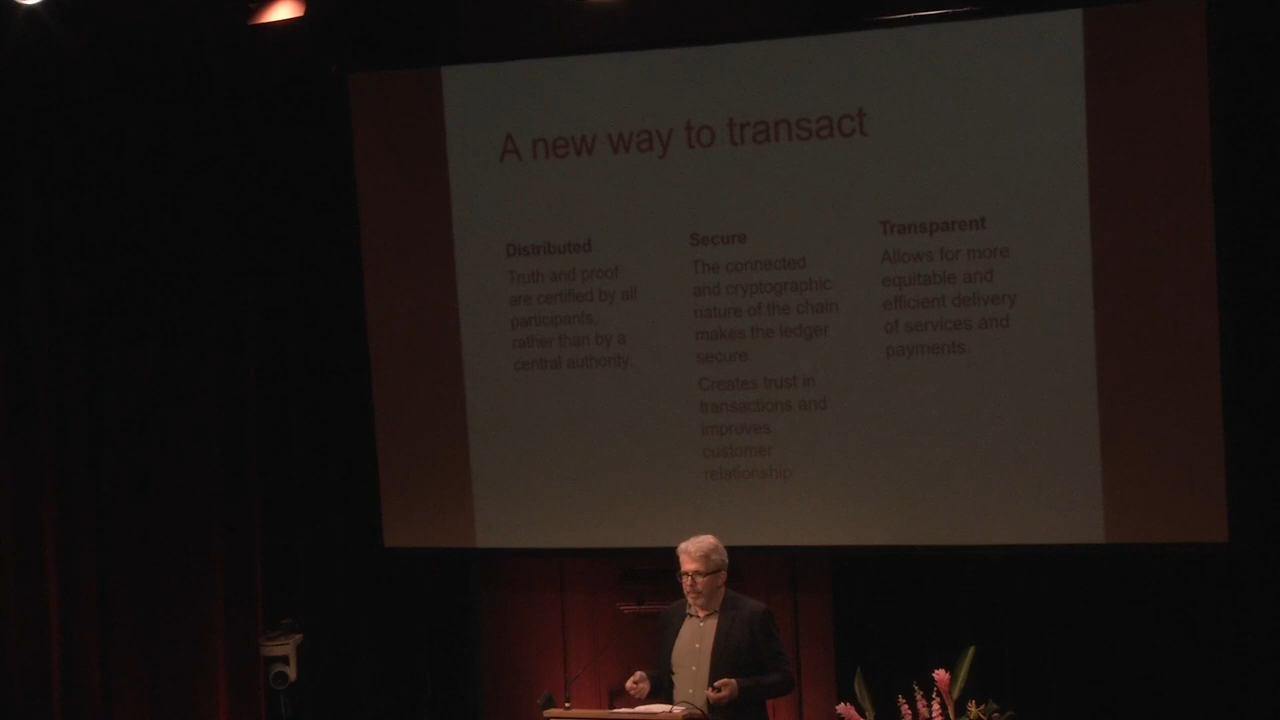 A new way to transact
Distributed
Truth and proof
are certified by all
participants,
rather than by a
central authority.
Secure
The connected
and cryptographic
nature of the chain
makes the ledger
secure
Creates trust in
transactions and
improves
customer
relationship
Transparent
Allows for more
equitable and
efficient delivery
of services and
payments.